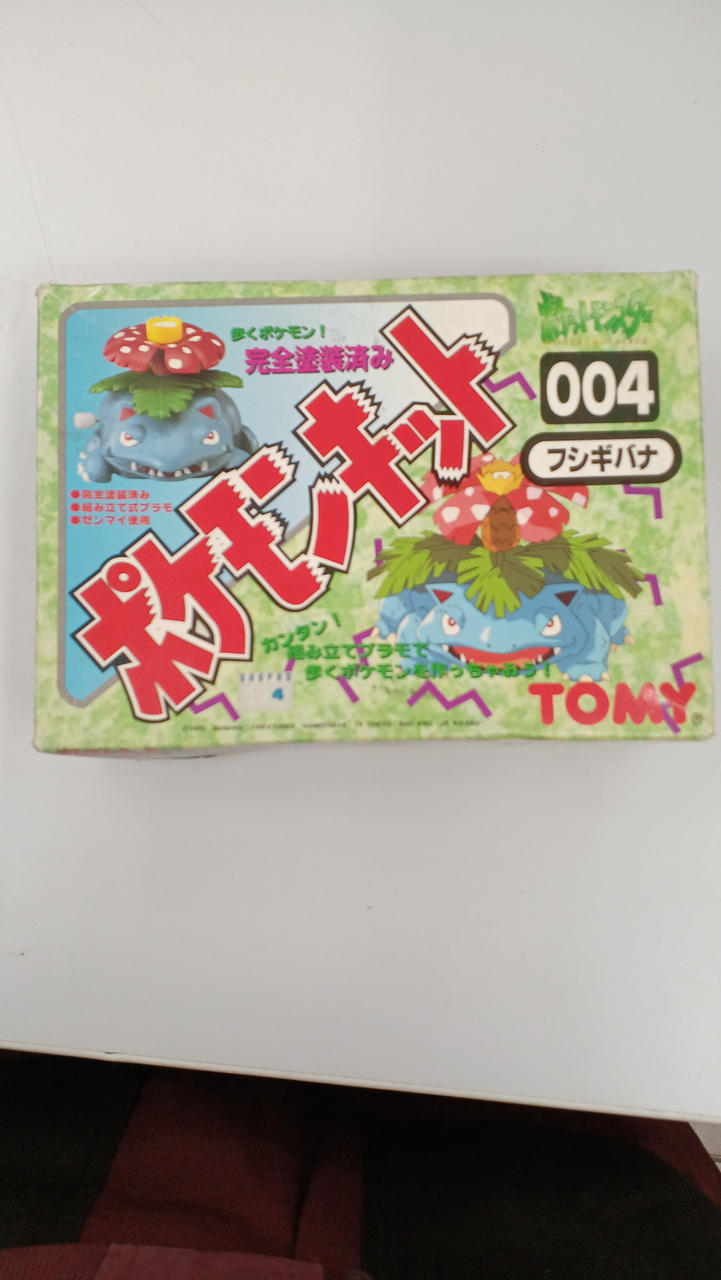 ポケットモンスター
歩くポケモン！
完全塗装済み
004
フシギバナ
ポケモンキット
●完全塗装済み
●組み立て式プラモ
●ゼンマイ使用
カンタン！
組み立てプラモで
歩くポケモンを作っちゃおう！
4
TOMY